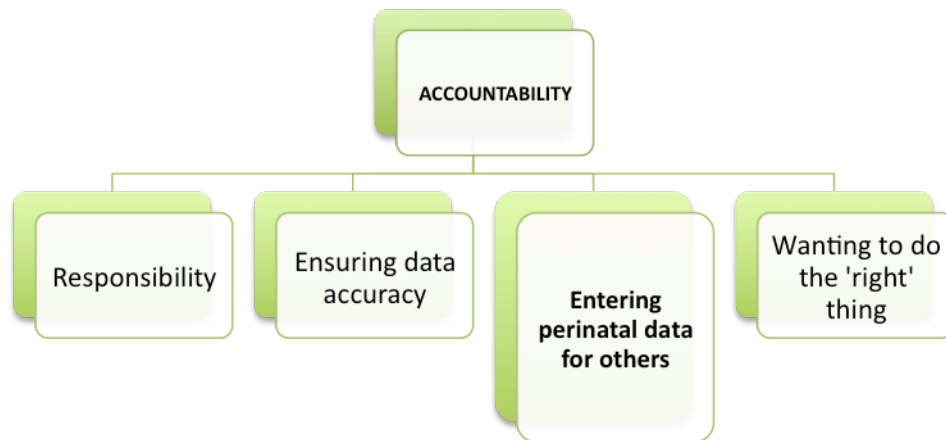 ACCOUNTABILITY
Responsibility
Ensuring data
accuracy
Entering
perinatal data
for others
Wanting to do
the 'right'
thing